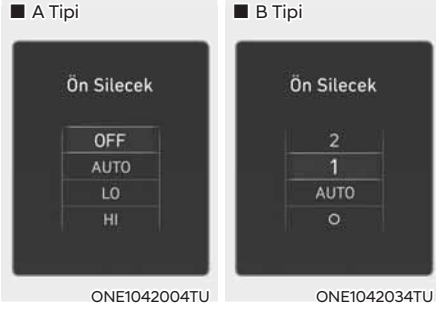 ■ A Tipi
Ön Silecek
OFF
AUTO
LO
HI
ONE1042004TU
■ B Tipi
Ön Silecek
2
1
AUTO
O
ONE1042034TU